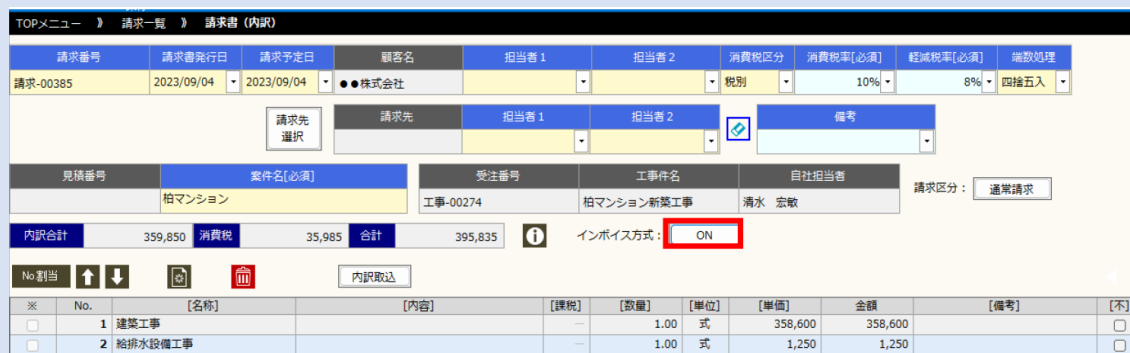 TOPメニュー 》 請求一覧 》 請求書 (内訳)
請求番号 請求書発行日 請求予定日 顧客名 担当者1 担当者2 消費税区分 消費税率[必須] 軽減税率[必須] 端数処理
請求-00385 2023/09/04 2023/09/04 ●●株式会社 税別 10% 8% 四捨五入
請求先選択 請求先 担当者1 担当者2 備考
見積番号 案件名[必須] 受注番号 工事件名 自社担当者 請求区分： 通常請求
柏マンション 工事-00274 柏マンション新築工事 清水 宏敏
内訳合計 359,850 消費税 35,985 合計 395,835 インボイス方式： ON
No割当 内訳取込
※ No. [名称] [内容] [課税] [数量] [単位] [単価] 金額 [備考] [不]
1 建築工事 ― 1.00 式 358,600 358,600
2 給排水設備工事 ― 1.00 式 1,250 1,250